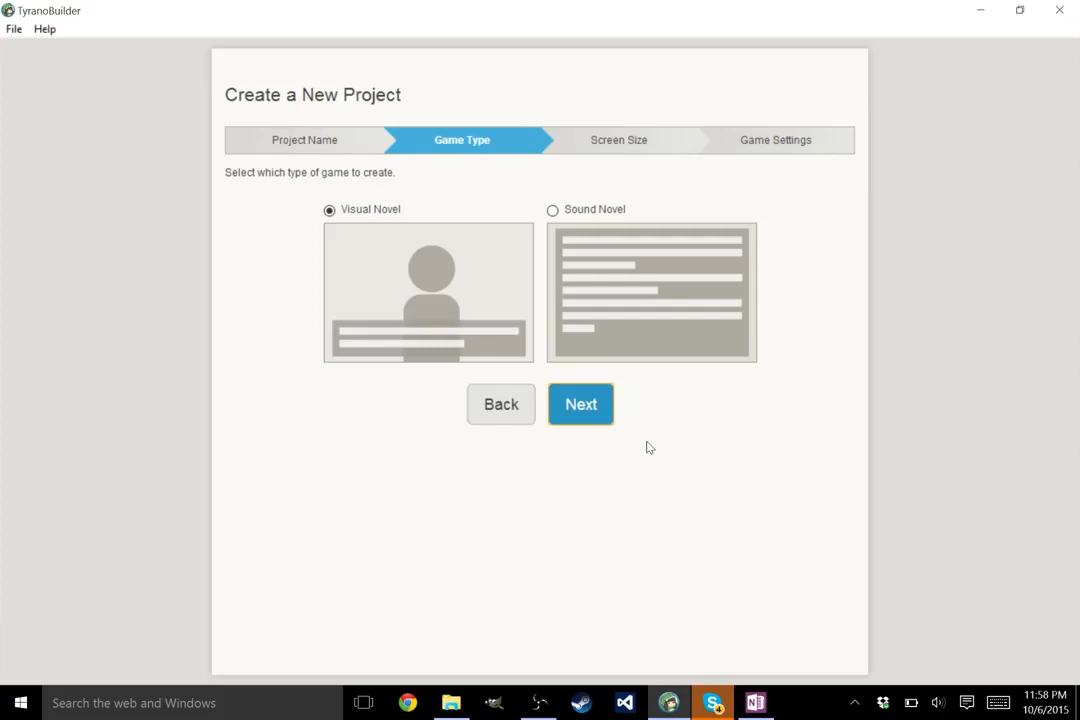 TyranoBuilder
File Help
Create a New Project
Project Name Game Type Screen Size Game Settings
Select which type of game to create.
Visual Novel Sound Novel
Back Next
Search the web and Windows
4
11:58 PM
10/6/2015